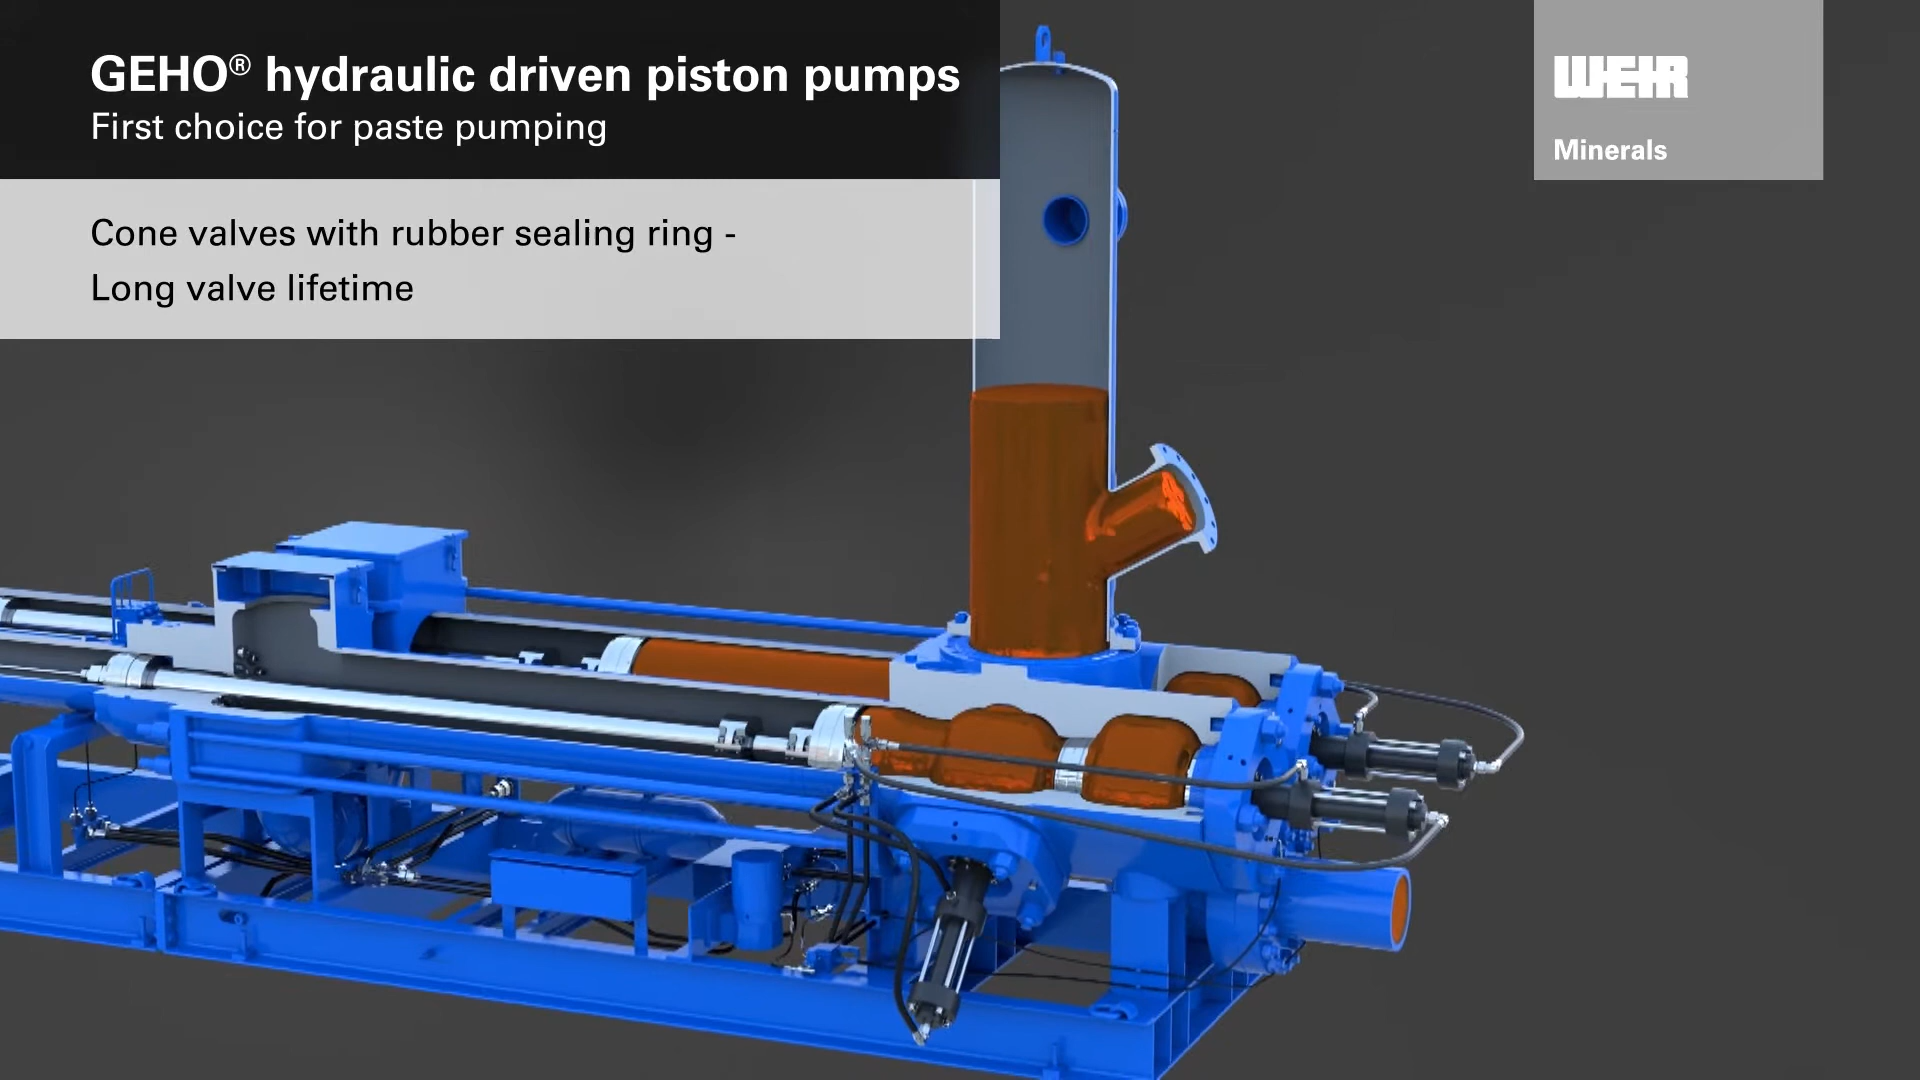 GEHO® hydraulic driven piston pumps
First choice for paste pumping
Cone valves with rubber sealing ring -
Long valve lifetime
WEIR
Minerals